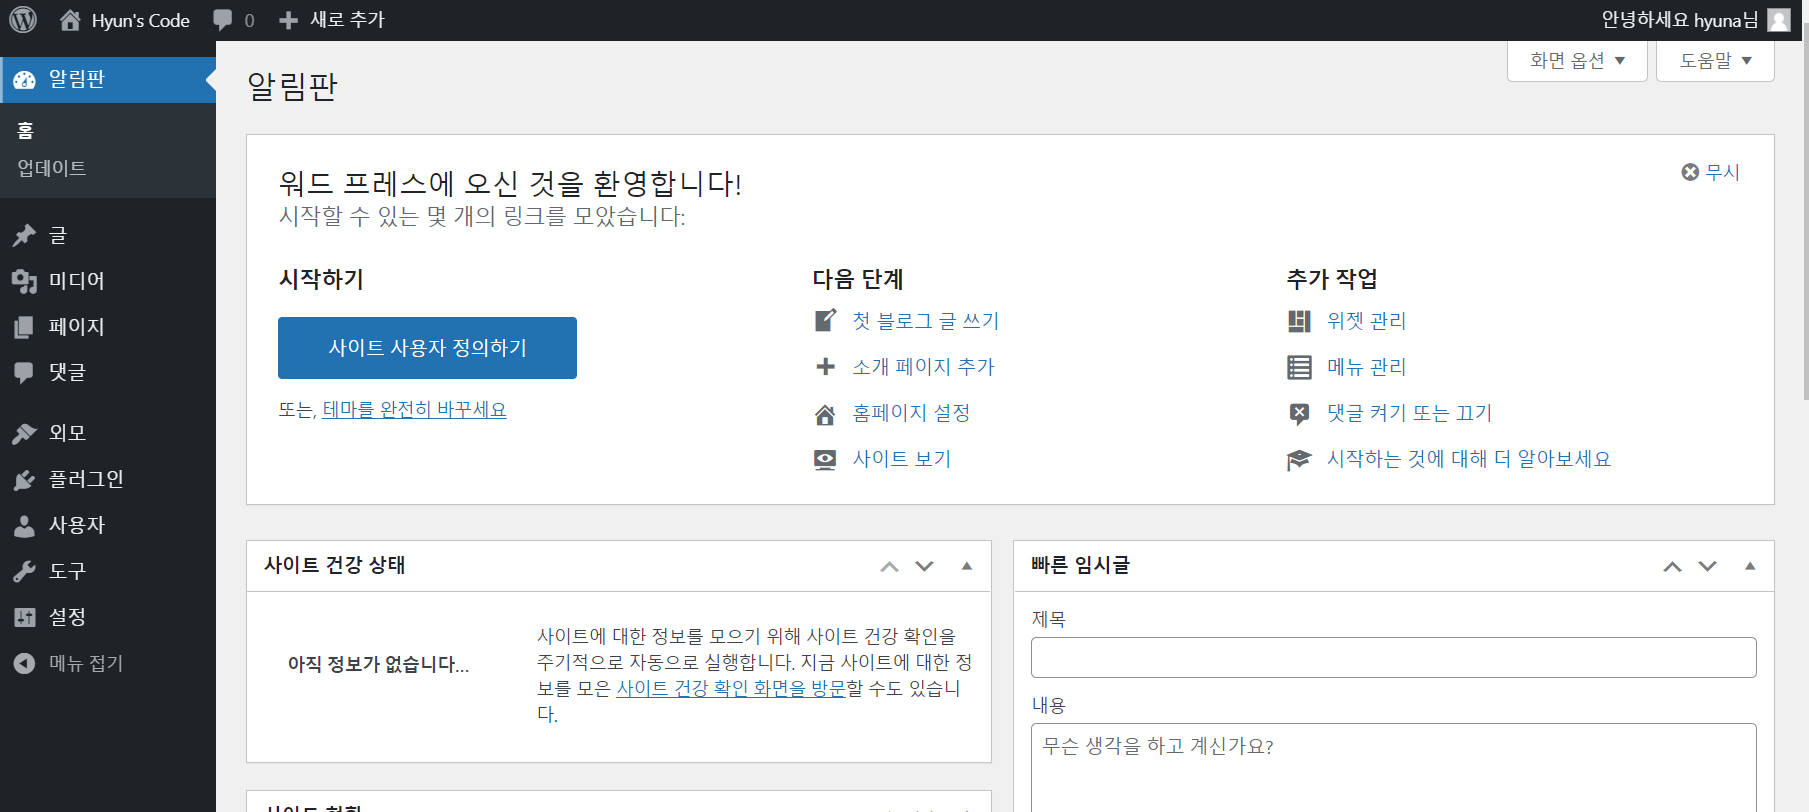 Hyun's Code
0
새로 추가
안녕하세요 hyuna님
알림판
홈
업데이트
글
미디어
페이지
댓글
외모
플러그인
사용자
도구
설정
메뉴 접기
화면 옵션
도움말
알림판
무시
워드 프레스에 오신 것을 환영합니다!
시작할 수 있는 몇 개의 링크를 모았습니다:
시작하기
사이트 사용자 정의하기
또는, 테마를 완전히 바꾸세요
다음 단계
첫 블로그 글 쓰기
소개 페이지 추가
홈페이지 설정
사이트 보기
추가 작업
위젯 관리
메뉴 관리
댓글 켜기 또는 끄기
시작하는 것에 대해 더 알아보세요
사이트 건강 상태
아직 정보가 없습니다...
사이트에 대한 정보를 모으기 위해 사이트 건강 확인을
주기적으로 자동으로 실행합니다. 지금 사이트에 대한 정
보를 모은 사이트 건강 확인 화면을 방문할 수도 있습니
다.
빠른 임시글
제목
내용
무슨 생각을 하고 계신가요?